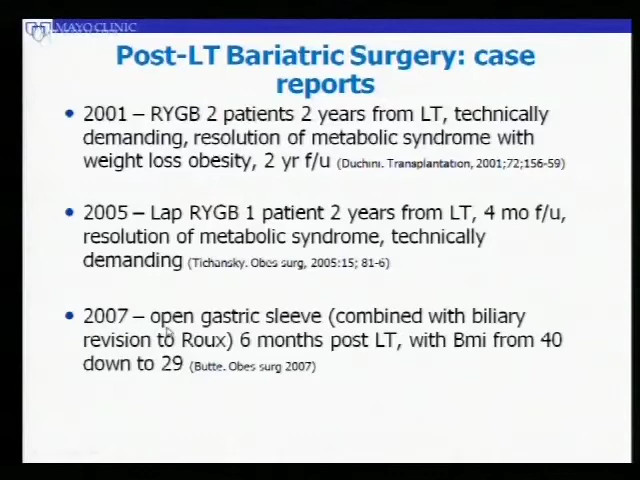 MAYO CLINIC
Post-LT Bariatric Surgery: case
reports
• 2001 – RYGB 2 patients 2 years from LT, technically
demanding, resolution of metabolic syndrome with
weight loss obesity, 2 yr f/u (Duchini. Transplantation, 2001;72;156-59)
• 2005 – Lap RYGB 1 patient 2 years from LT, 4 mo f/u,
resolution of metabolic syndrome, technically
demanding (Tichansky. Obes surg, 2005:15; 81-6)
• 2007 – open gastric sleeve (combined with biliary
revision to Roux) 6 months post LT, with Bmi from 40
down to 29 (Butte. Obes surg 2007)